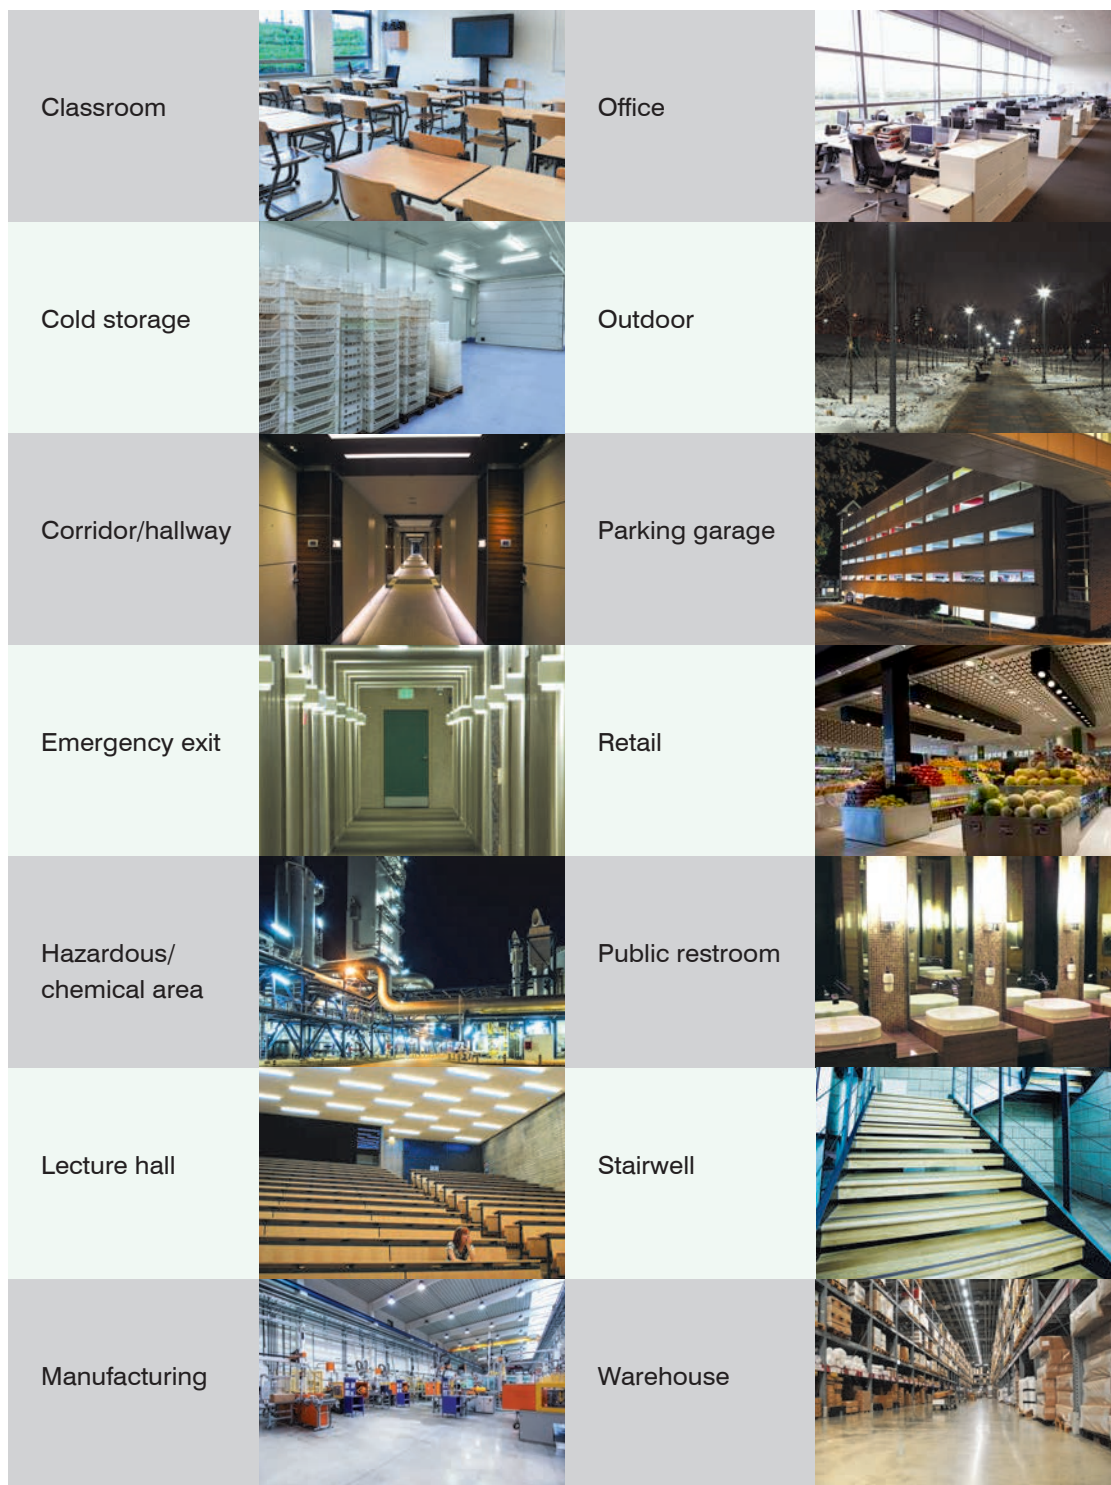 Classroom
Office
Cold storage
Outdoor
Corridor/hallway
Parking garage
Emergency exit
Retail
Hazardous/
chemical area
Public restroom
Lecture hall
Stairwell
Manufacturing
Warehouse